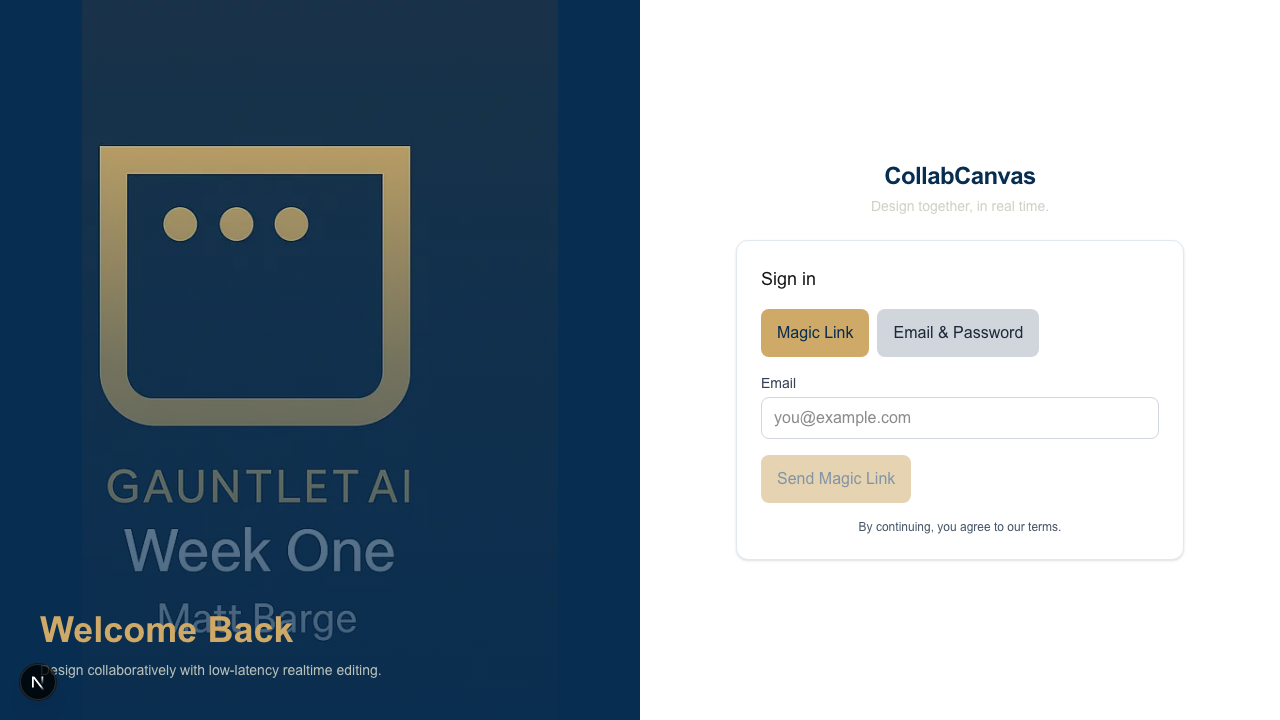 GAUNTLET AI
Week One
Matt Barge
Welcome Back
Design collaboratively with low-latency realtime editing.
N
CollabCanvas
Design together, in real time.
Sign in
Magic Link
Email & Password
Email
you@example.com
Send Magic Link
By continuing, you agree to our terms.